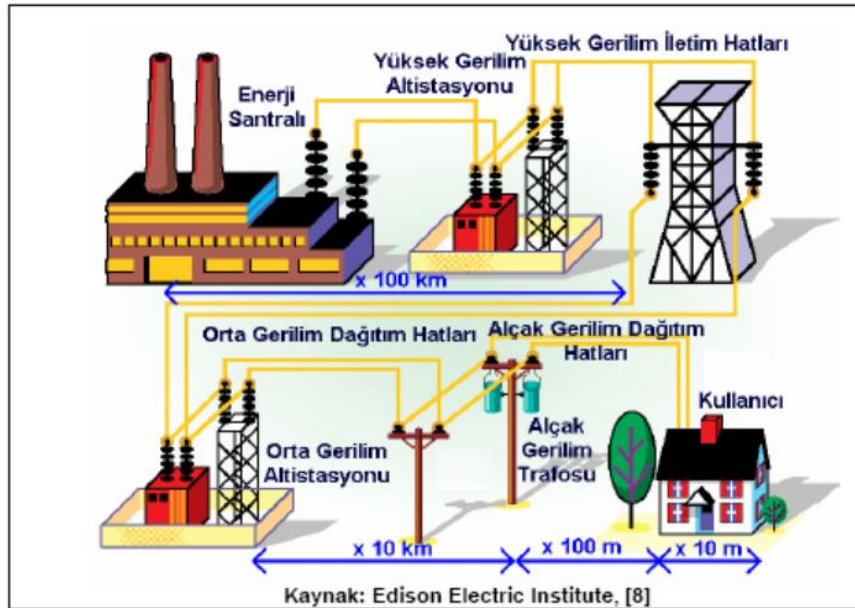 Enerji
Santralı
Yüksek Gerilim
Altistasyonu
Yüksek Gerilim İletim Hatları
x 100 km
Orta Gerilim Dağıtım Hatları
Alçak Gerilim Dağıtım
Hatları
Kullanıcı
Orta Gerilim
Altistasyonu
Alçak
Gerilim
Trafosu
x 10 km
x 100 m
x 10 m
Kaynak: Edison Electric Institute, [8]